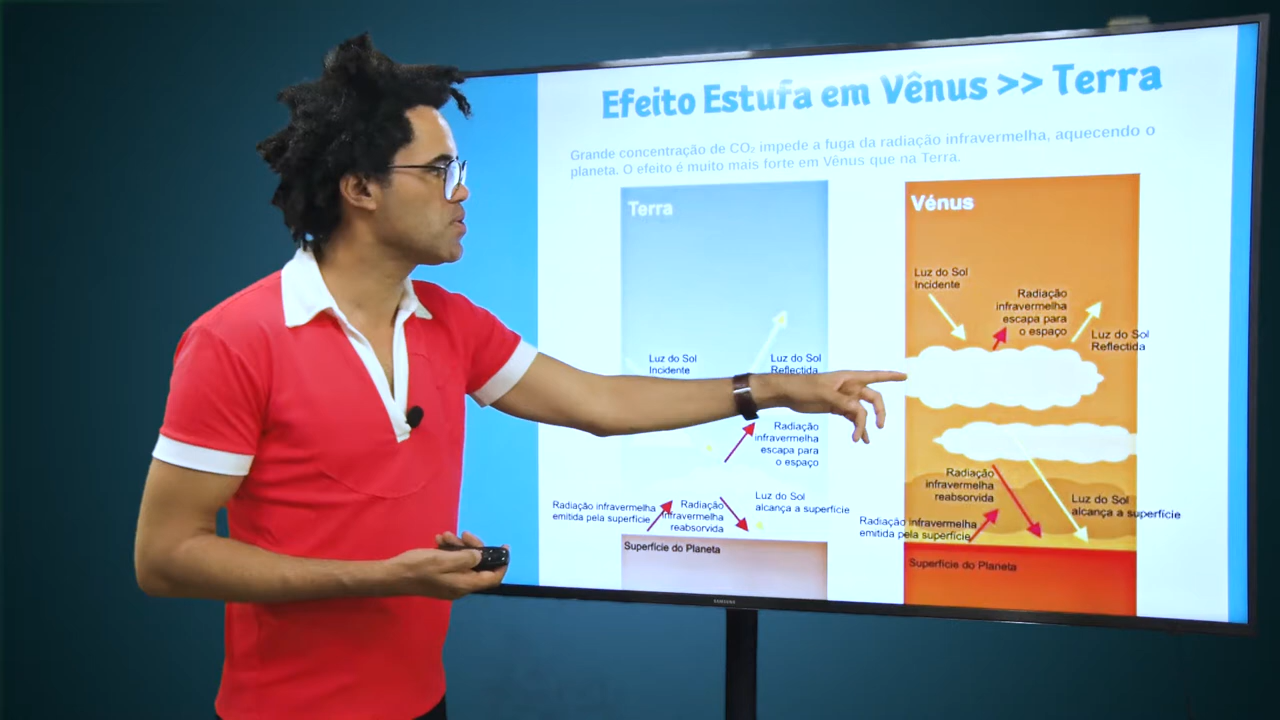 Efeito Estufa em Vênus >> Terra
Grande concentração de CO₂ impede a fuga da radiação infravermelha, aquecendo o
planeta. O efeito é muito mais forte em Vênus que na Terra.
Terra
Luz do Sol
Incidente
Luz do Sol
Reflectida
Radiação
infravermelha
escapa para
o espaço
Radiação infravermelha
emitida pela superfície
Radiação
infravermelha
reabsorvida
Luz do Sol
alcança a superfície
Superfície do Planeta
Vénus
Luz do Sol
Incidente
Radiação
infravermelha
escapa para
o espaço
Luz do Sol
Reflectida
Radiação
infravermelha
reabsorvida
Luz do Sol
alcança a superfície
Radiação infravermelha
emitida pela superfície
Superfície do Planeta
SAMSUNG